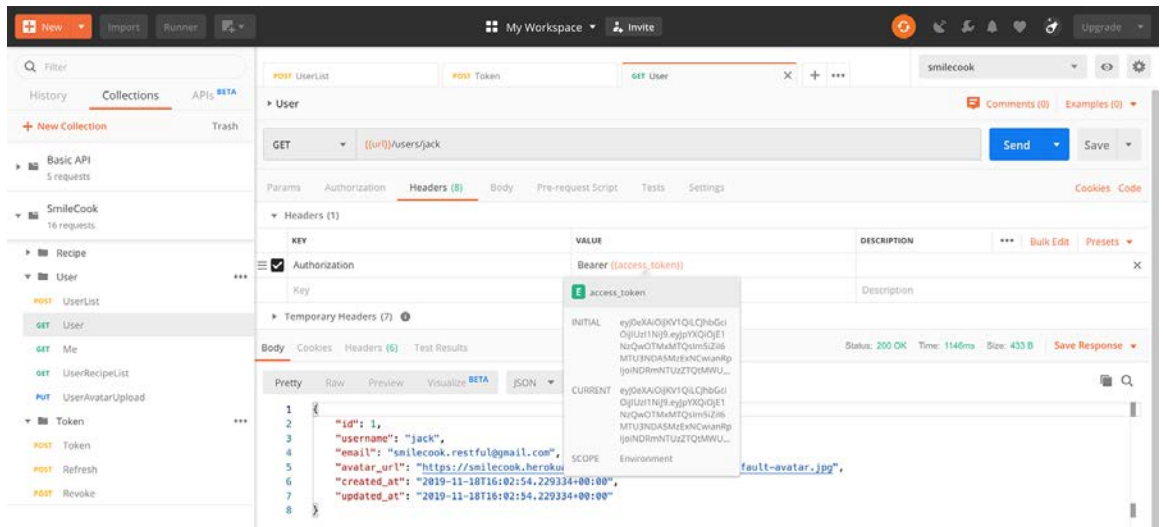 New Import Runner My Workspace Invite Upgrade
Filter
History Collections APIs BETA
+ New Collection Trash
Basic API
5 requests
SmileCook
16 requests
Recipe
User
POST UserList
GET User
GET Me
GET UserRecipeList
PUT UserAvatarUpload
Token
POST Token
POST Refresh
POST Revoke
POST UserList POST Token GET User smilecook
User Comments (0) Examples (0)
GET {{url}}/users/jack Send Save
Params Authorization Headers (8) Body Pre-request Script Tests Settings Cookies Code
Headers (1)
KEY VALUE DESCRIPTION Bulk Edit Presets
Authorization Bearer {{access_token}}
Key Description
E access_token
Temporary Headers (7)
INITIAL
CURRENT
SCOPE Environment
Body Cookies Headers (6) Test Results Status: 200 OK Time: 1146ms Size: 433 B Save Response
Pretty Raw Preview Visualize BETA JSON
1 {
2 "id": 1,
3 "username": "jack",
4 "email": "smilecook.restful@gmail.com",
5 "avatar_url": "https://smilecook.heroku fault-avatar.jpg",
6 "created_at": "2019-11-18T16:02:54.229334+00:00",
7 "updated_at": "2019-11-18T16:02:54.229334+00:00"
8 }